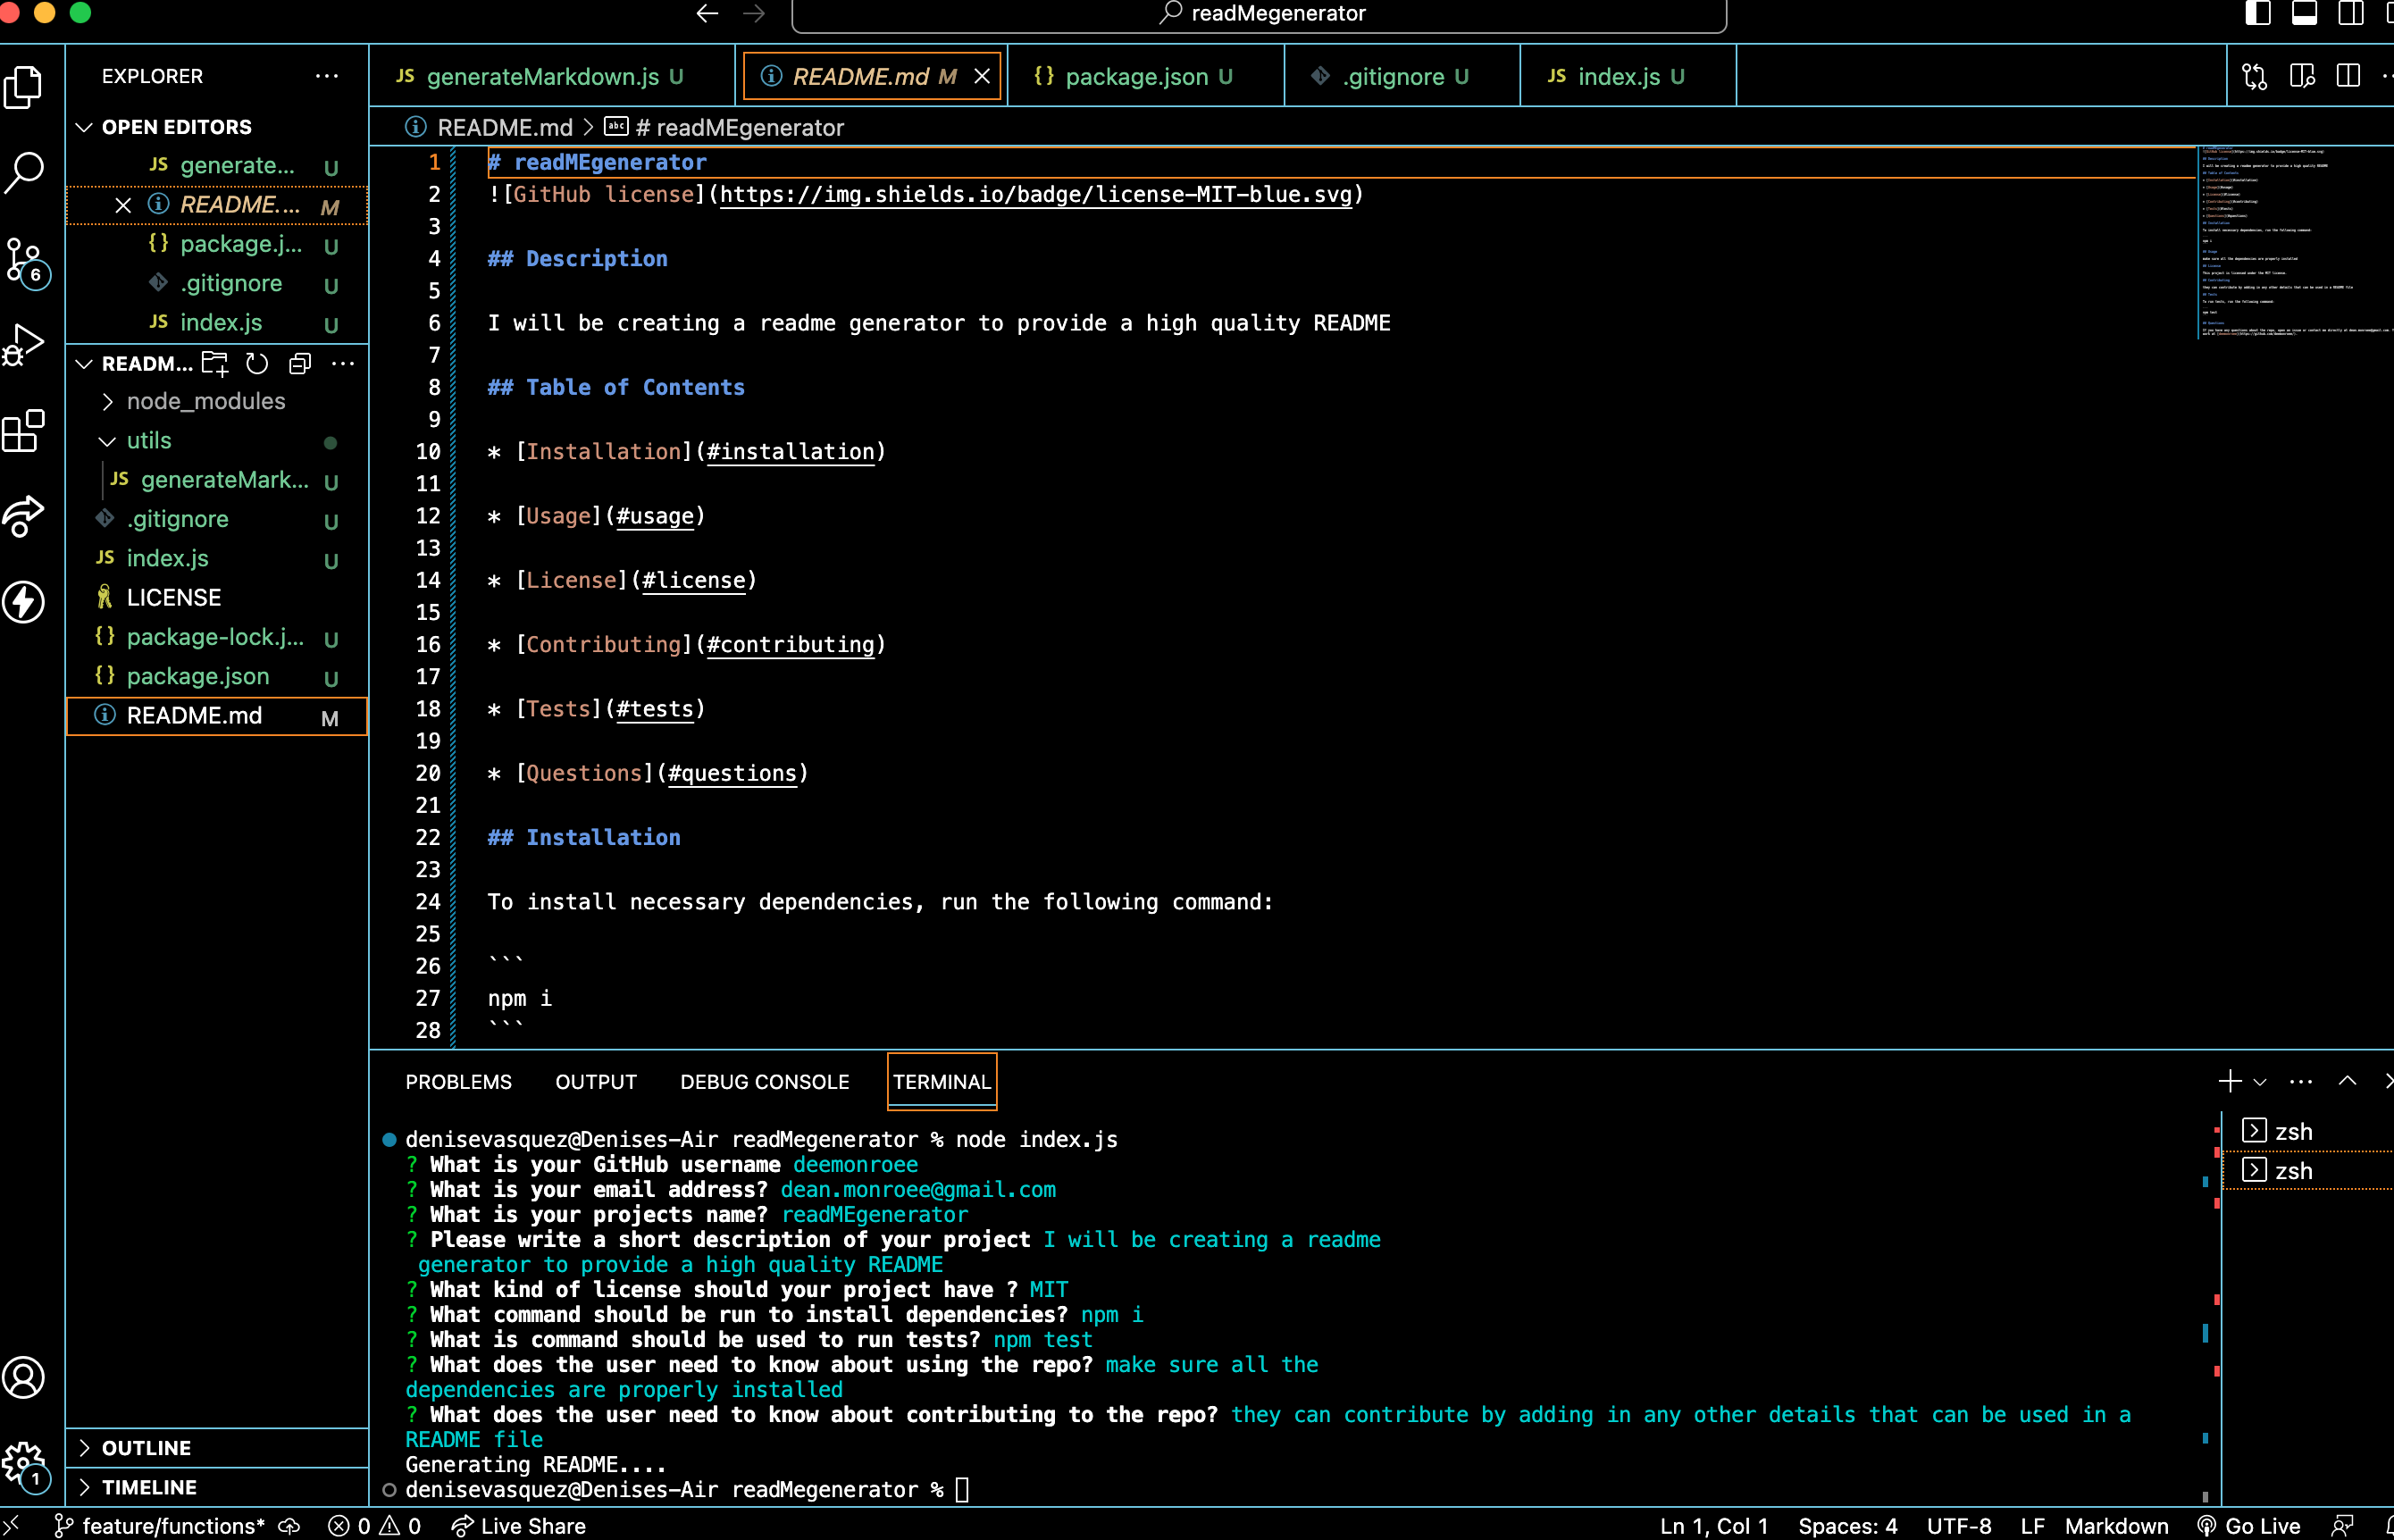 readMegenerator
EXPLORER
generateMarkdown.js U
README.md M
package.json U
.gitignore U
index.js U
OPEN EDITORS
generate... U
README.... M
package.j... U
.gitignore U
index.js U
READM...
node_modules
utils
generateMark... U
.gitignore U
index.js U
LICENSE
package-lock.j... U
package.json U
README.md M
OUTLINE
TIMELINE
6
1
README.md > # readMEgenerator
1 # readMEgenerator
2 ![GitHub license](https://img.shields.io/badge/license-MIT-blue.svg)
3
4 ## Description
5
6 I will be creating a readme generator to provide a high quality README
7
8 ## Table of Contents
9
10 * [Installation](#installation)
11
12 * [Usage](#usage)
13
14 * [License](#license)
15
16 * [Contributing](#contributing)
17
18 * [Tests](#tests)
19
20 * [Questions](#questions)
21
22 ## Installation
23
24 To install necessary dependencies, run the following command:
25
26 ```
27 npm i
28 ```
PROBLEMS OUTPUT DEBUG CONSOLE TERMINAL
denisevasquez@Denises-Air readMegenerator % node index.js
? What is your GitHub username deemonroee
? What is your email address? dean.monroee@gmail.com
? What is your projects name? readMEgenerator
? Please write a short description of your project I will be creating a readme
generator to provide a high quality README
? What kind of license should your project have ? MIT
? What command should be run to install dependencies? npm i
? What is command should be used to run tests? npm test
? What does the user need to know about using the repo? make sure all the
dependencies are properly installed
? What does the user need to know about contributing to the repo? they can contribute by adding in any other details that can be used in a
README file
Generating README....
denisevasquez@Denises-Air readMegenerator %
zsh
zsh
feature/functions* 0 0 Live Share Ln 1, Col 1 Spaces: 4 UTF-8 LF Markdown Go Live